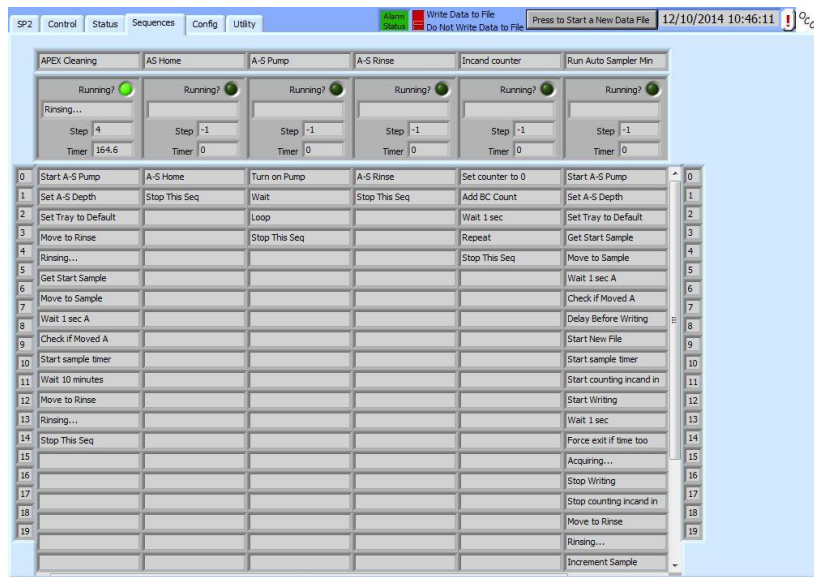 SP2 Control Status Sequences Config Utility
Alarm Status
Write Data to File
Do Not Write Data to File
Press to Start a New Data File
12/10/2014 10:46:11
!
APEX Cleaning AS Home A-S Pump A-S Rinse Incand counter Run Auto Sampler Min
Running? Running? Running? Running? Running? Running?
Rinsing...
Step 4 Step -1 Step -1 Step -1 Step -1 Step -1
Timer 164.6 Timer 0 Timer 0 Timer 0 Timer 0 Timer 0
0 Start A-S Pump A-S Home Turn on Pump A-S Rinse Set counter to 0 Start A-S Pump 0
1 Set A-S Depth Stop This Seq Wait Stop This Seq Add BC Count Set A-S Depth 1
2 Set Tray to Default Loop Wait 1 sec Set Tray to Default 2
3 Move to Rinse Stop This Seq Repeat Get Start Sample 3
4 Rinsing... Stop This Seq Move to Sample 4
5 Get Start Sample Wait 1 sec A 5
6 Move to Sample Check if Moved A 6
7 Wait 1 sec A Delay Before Writing 7
8 Check if Moved A Start New File 8
9 Start sample timer Start sample timer 9
10 Wait 10 minutes Start counting incand in 10
11 Move to Rinse Start Writing 11
12 Rinsing... Wait 1 sec 12
13 Stop This Seq Force exit if time too 13
14 Acquiring... 14
15 Stop Writing 15
16 Stop counting incand in 16
17 Move to Rinse 17
18 Rinsing... 18
19 Increment Sample 19